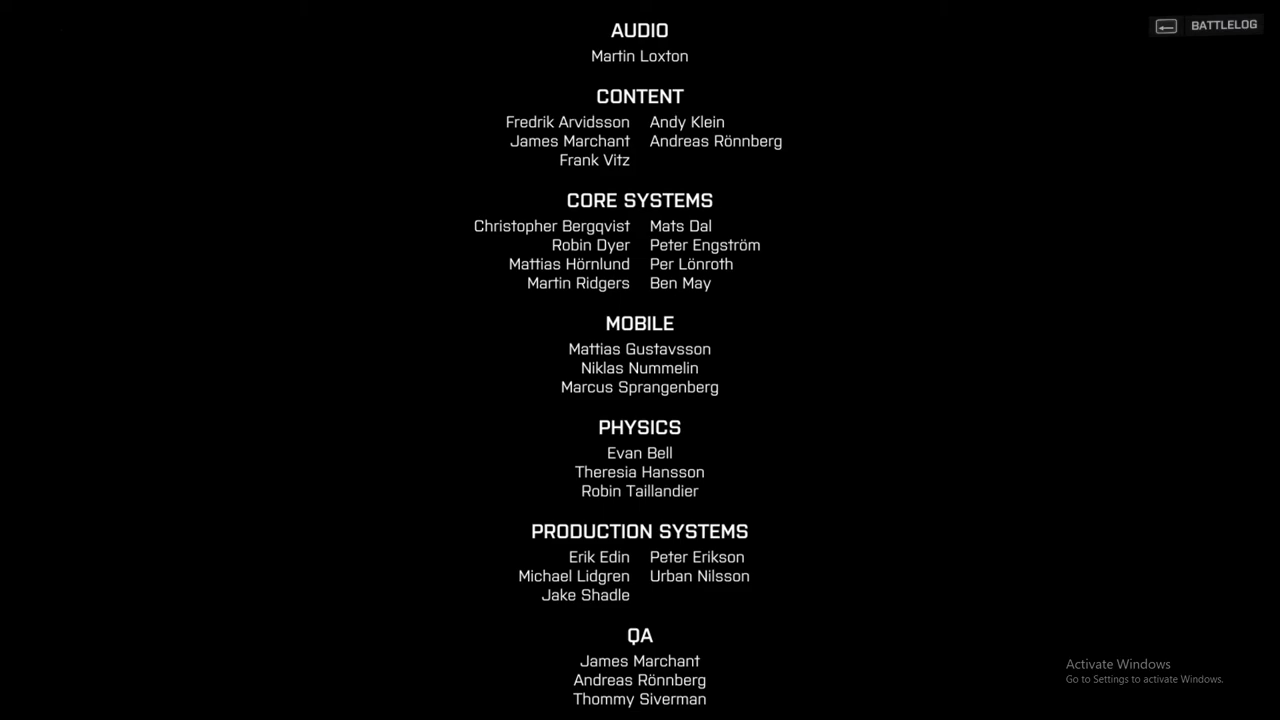 AUDIO
BATTLELOG
Martin Loxton
CONTENT
Fredrik Arvidsson Andy Klein
James Marchant Andreas Rönnberg
Frank Vitz
CORE SYSTEMS
Christopher Bergqvist Mats Dal
Robin Dyer Peter Engström
Mattias Hörnlund Per Lönroth
Martin Ridgers Ben May
MOBILE
Mattias Gustavsson
Niklas Nummelin
Marcus Sprangenberg
PHYSICS
Evan Bell
Theresia Hansson
Robin Taillandier
PRODUCTION SYSTEMS
Erik Edin Peter Erikson
Michael Lidgren Urban Nilsson
Jake Shadle
QA
James Marchant
Andreas Rönnberg
Thommy Siverman
Activate Windows
Go to Settings to activate Windows.